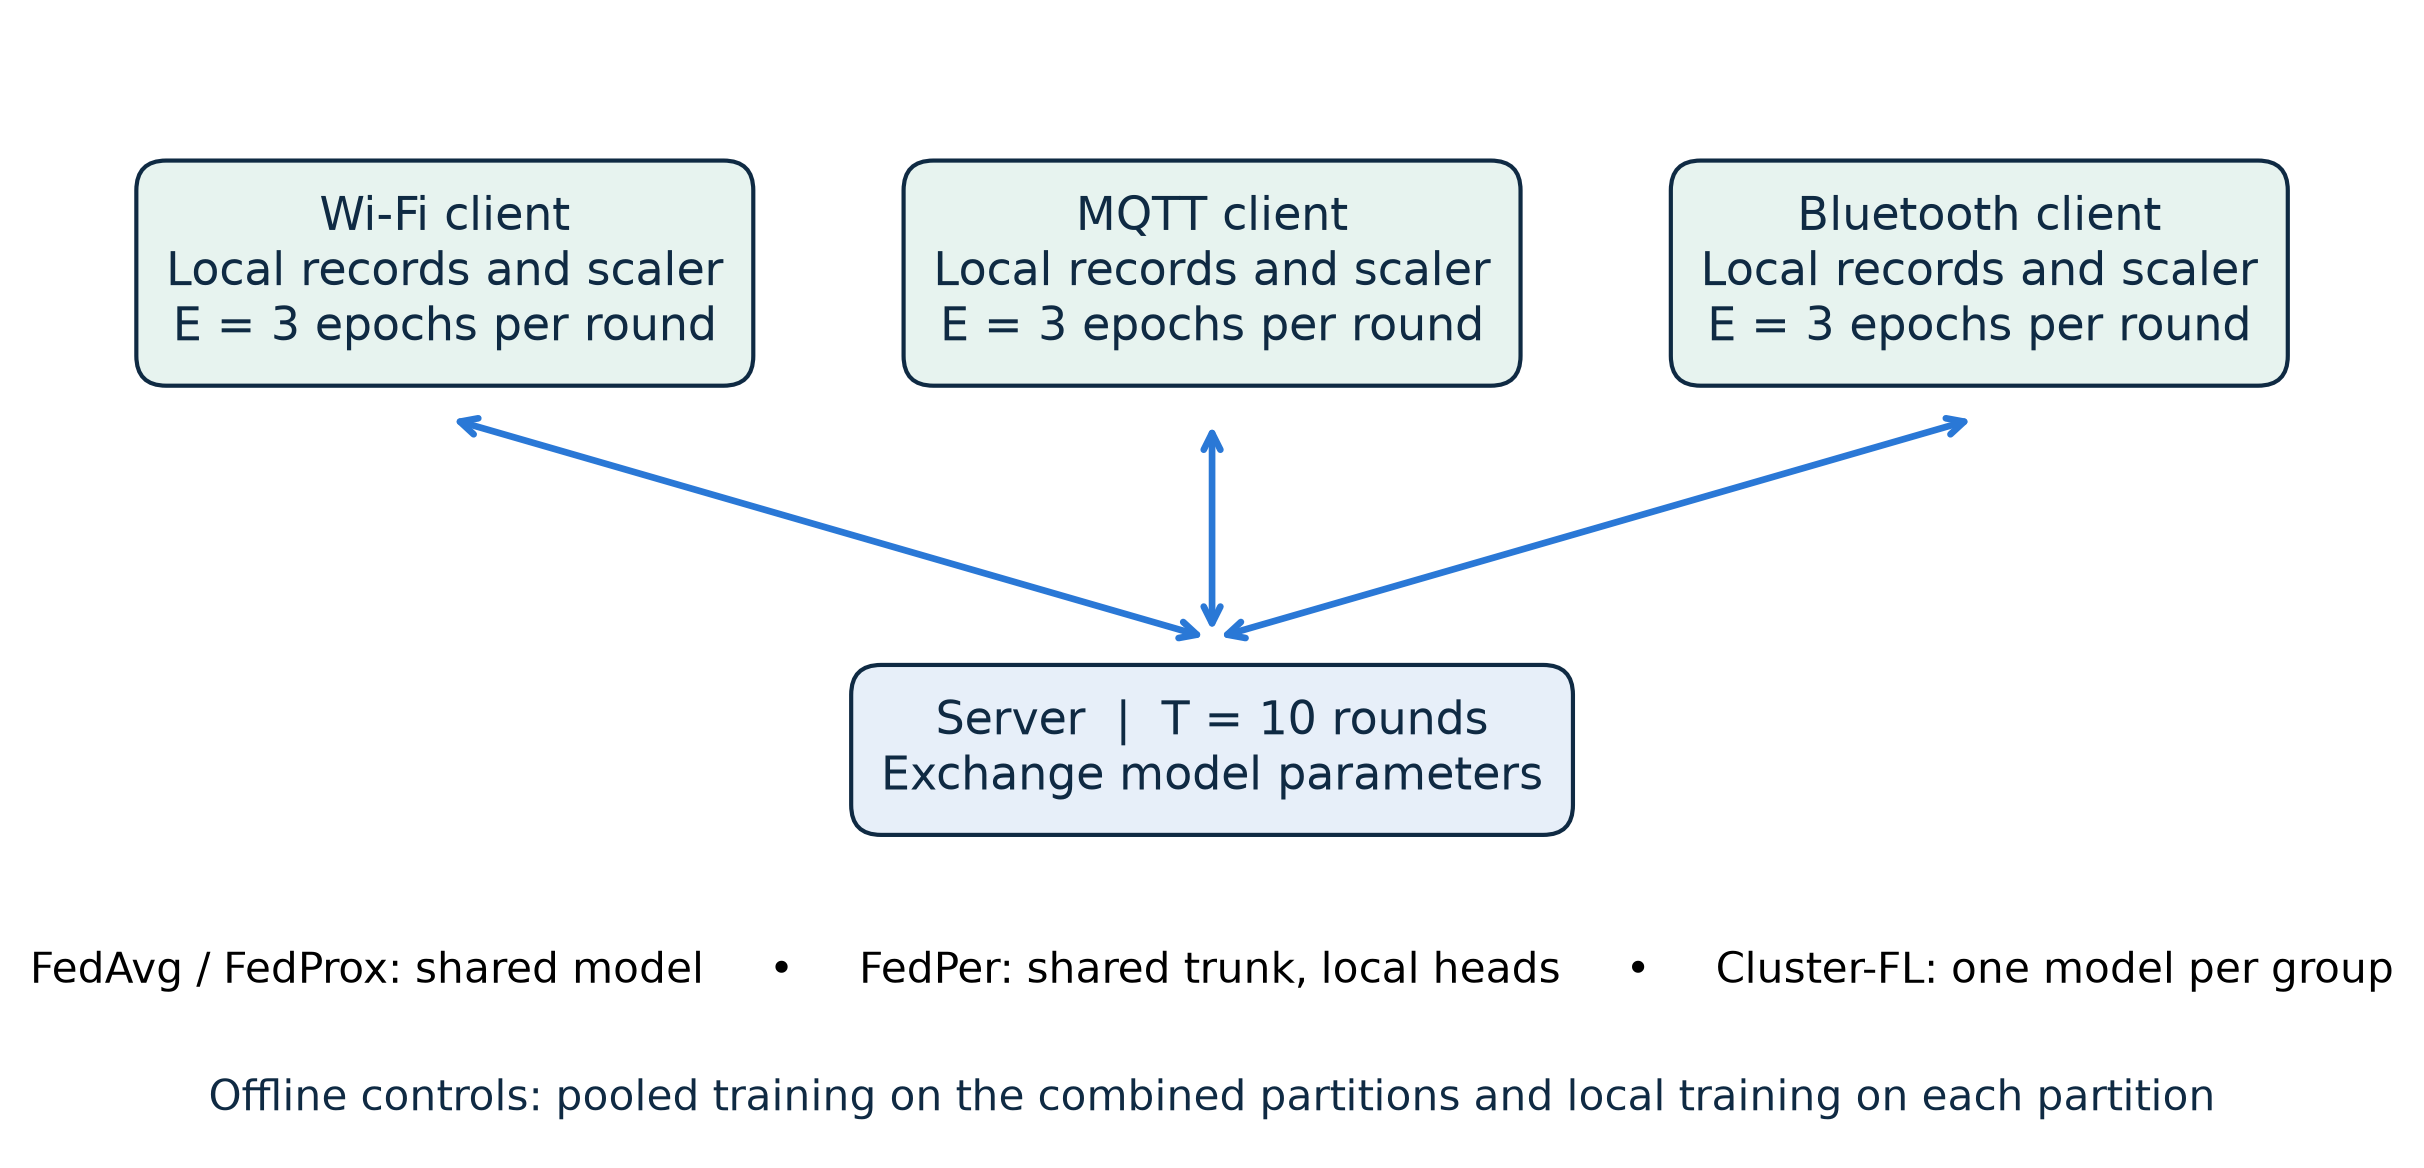 Wi-Fi client
Local records and scaler
E = 3 epochs per round
MQTT client
Local records and scaler
E = 3 epochs per round
Bluetooth client
Local records and scaler
E = 3 epochs per round
Server | T = 10 rounds
Exchange model parameters
FedAvg / FedProx: shared model • FedPer: shared trunk, local heads • Cluster-FL: one model per group
Offline controls: pooled training on the combined partitions and local training on each partition